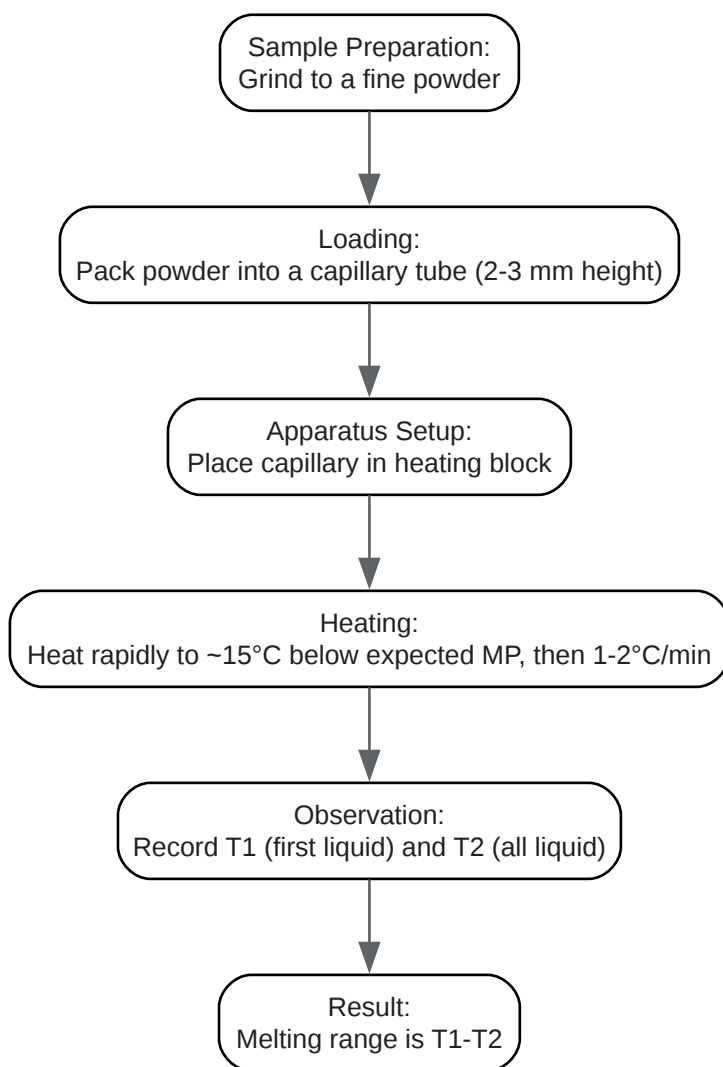 Sample Preparation:
Grind to a fine powder
Loading:
Pack powder into a capillary tube (2-3 mm height)
Apparatus Setup:
Place capillary in heating block
Heating:
Heat rapidly to ~15°C below expected MP, then 1-2°C/min
Observation:
Record T1 (first liquid) and T2 (all liquid)
Result:
Melting range is T1-T2